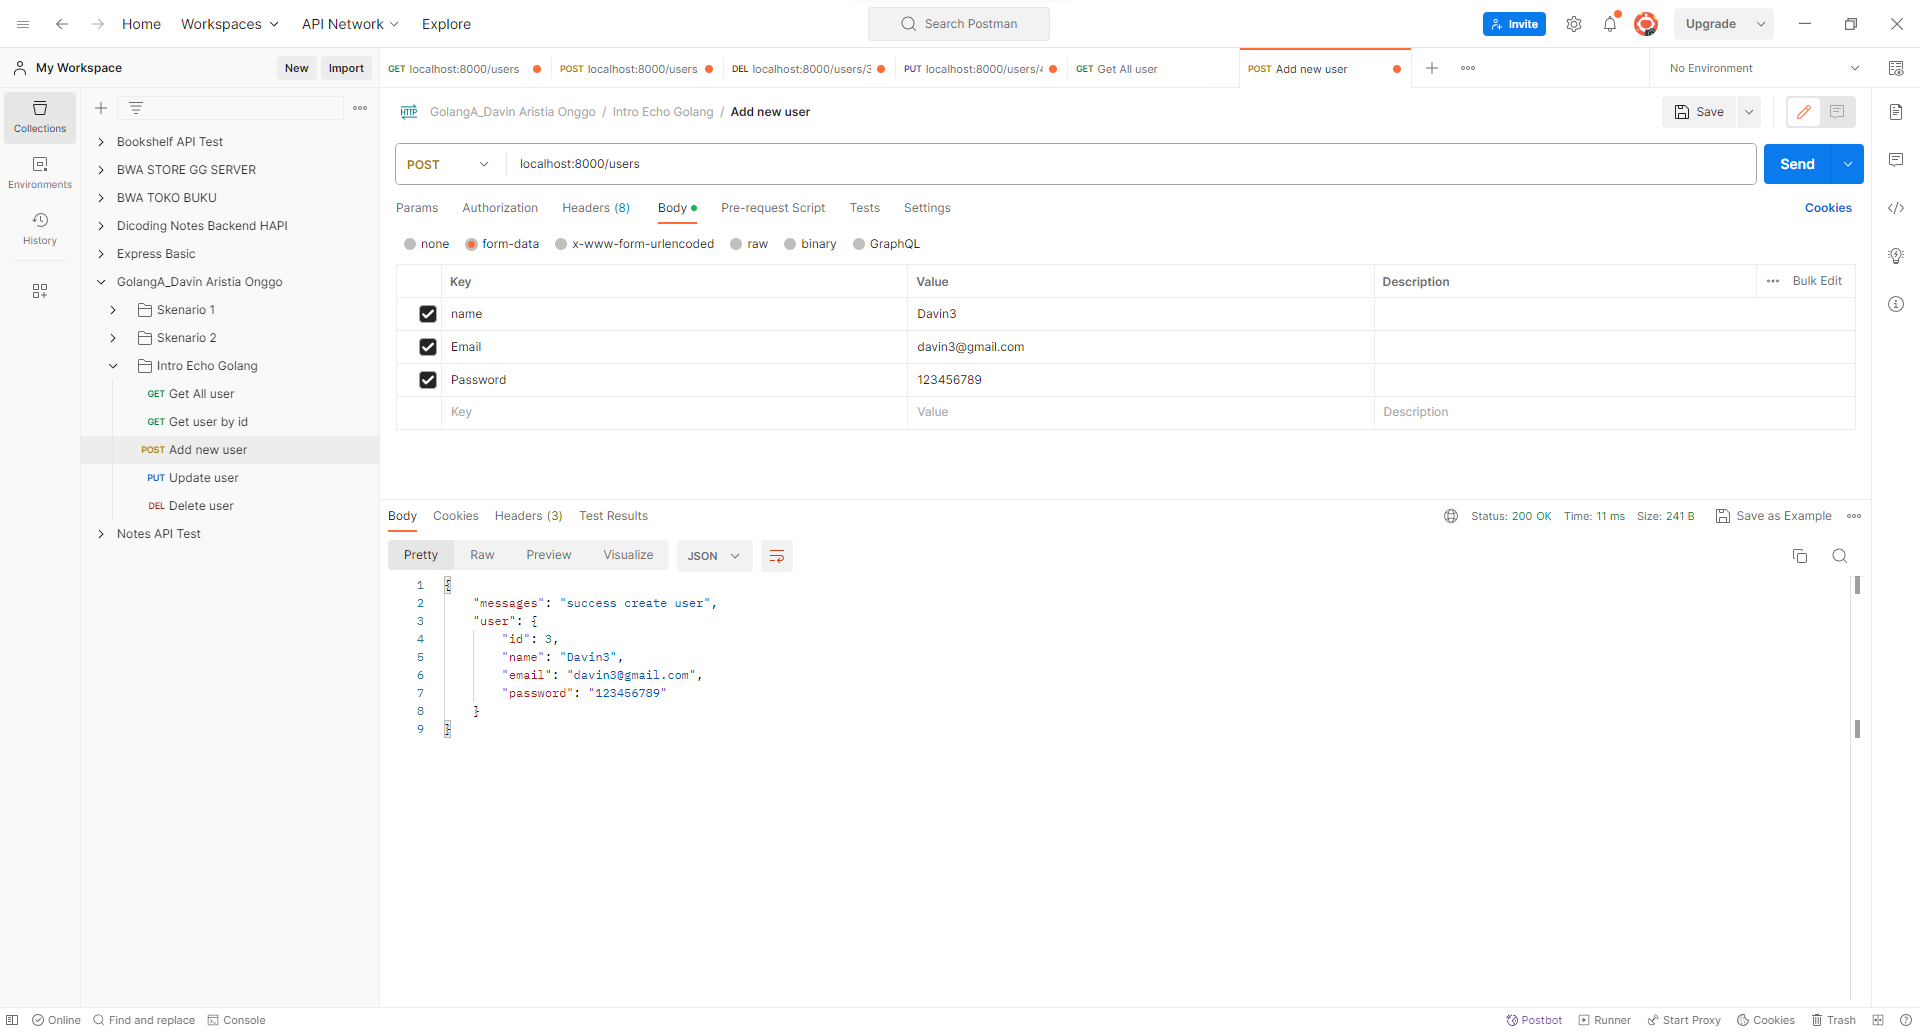 Home Workspaces API Network Explore Search Postman Invite Upgrade
My Workspace New Import GET localhost:8000/users POST localhost:8000/users DEL localhost:8000/users/3 PUT localhost:8000/users/4 GET Get All user POST Add new user No Environment
Collections
Environments
History
Bookshelf API Test
BWA STORE GG SERVER
BWA TOKO BUKU
Dicoding Notes Backend HAPI
Express Basic
GolangA_Davin Aristia Onggo
Skenario 1
Skenario 2
Intro Echo Golang
GET Get All user
GET Get user by id
POST Add new user
PUT Update user
DEL Delete user
Notes API Test
HTTP GolangA_Davin Aristia Onggo / Intro Echo Golang / Add new user Save
POST localhost:8000/users Send
Params Authorization Headers (8) Body Pre-request Script Tests Settings Cookies
none form-data x-www-form-urlencoded raw binary GraphQL
Key Value Description Bulk Edit
name Davin3
Email davin3@gmail.com
Password 123456789
Key Value Description
Body Cookies Headers (3) Test Results Status: 200 OK Time: 11 ms Size: 241 B Save as Example
Pretty Raw Preview Visualize JSON
1 {
2 "messages": "success create user",
3 "user": {
4 "id": 3,
5 "name": "Davin3",
6 "email": "davin3@gmail.com",
7 "password": "123456789"
8 }
9 }
Online Find and replace Console Postbot Runner Start Proxy Cookies Trash